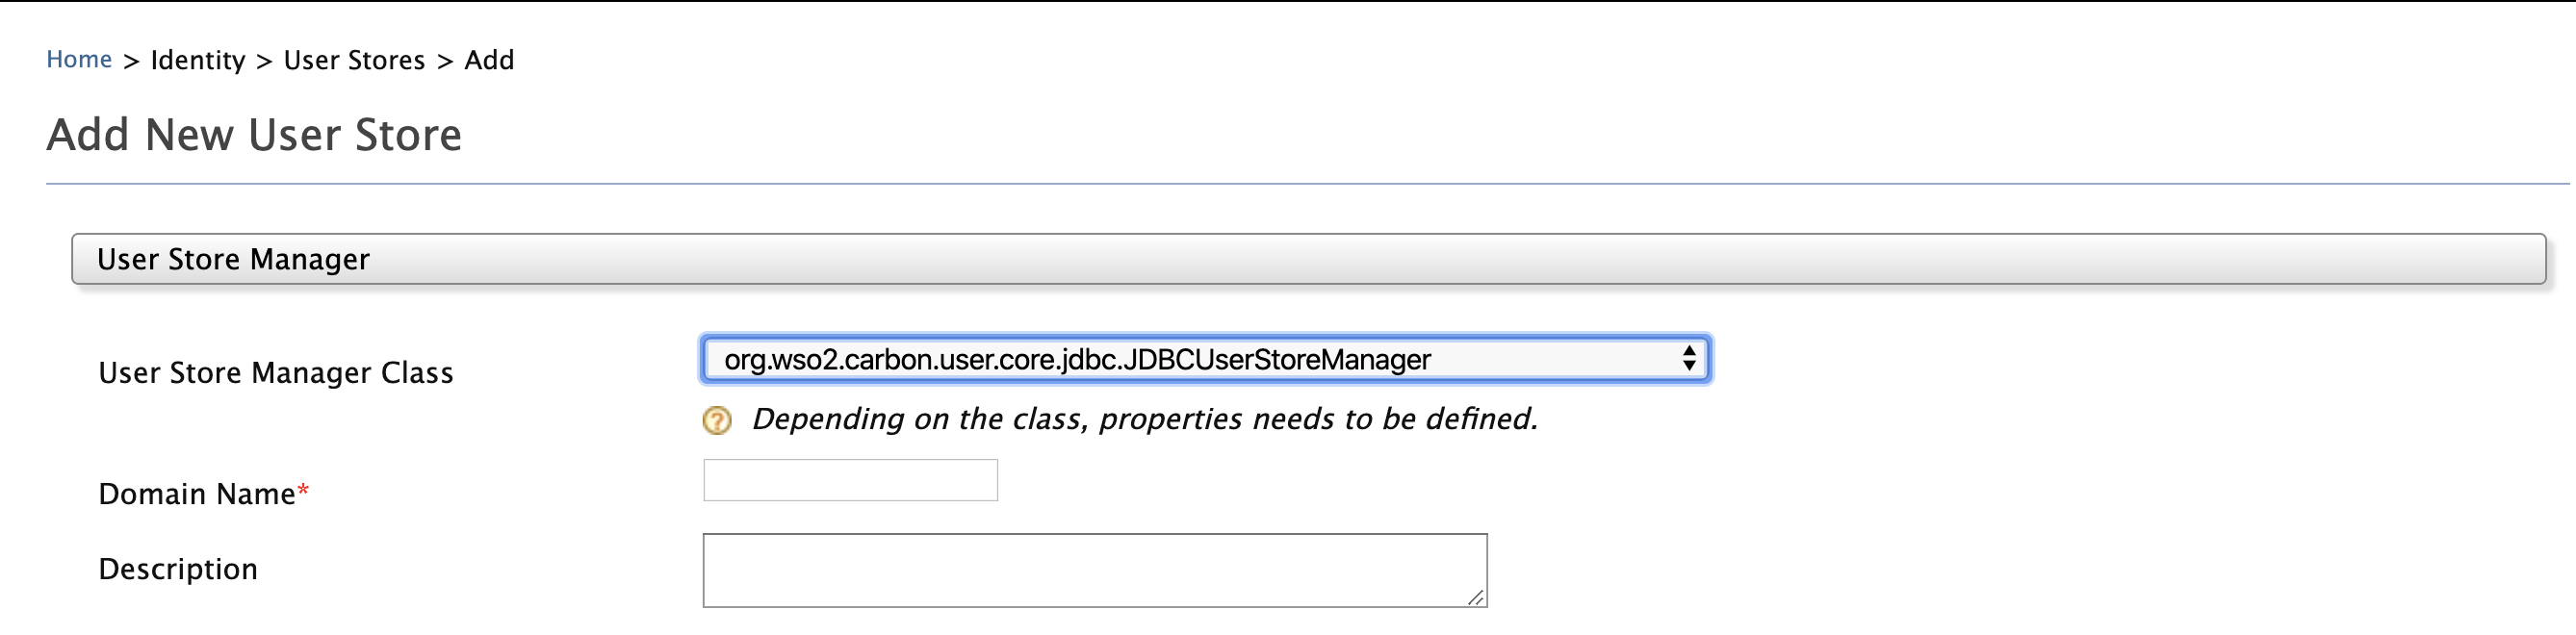 Home > Identity > User Stores > Add
Add New User Store
User Store Manager
User Store Manager Class
org.wso2.carbon.user.core.jdbc.JDBCUserStoreManager
? Depending on the class, properties needs to be defined.
Domain Name*
Description